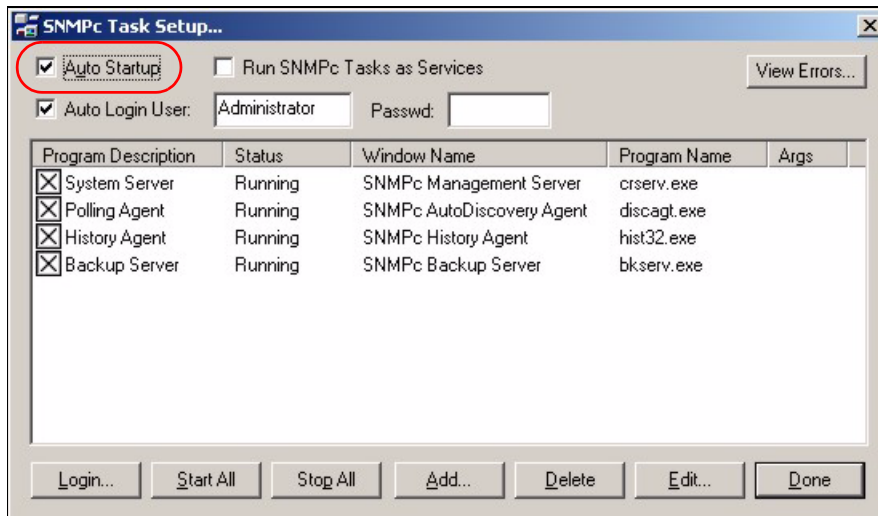 SNMPc Task Setup...
Auto Startup Run SNMPc Tasks as Services View Errors...
Auto Login User: Administrator Passwd:
Program Description Status Window Name Program Name Args
System Server Running SNMPc Management Server crserv.exe
Polling Agent Running SNMPc AutoDiscovery Agent discagt.exe
History Agent Running SNMPc History Agent hist32.exe
Backup Server Running SNMPc Backup Server bkserv.exe
Login... Start All Stop All Add... Delete Edit... Done